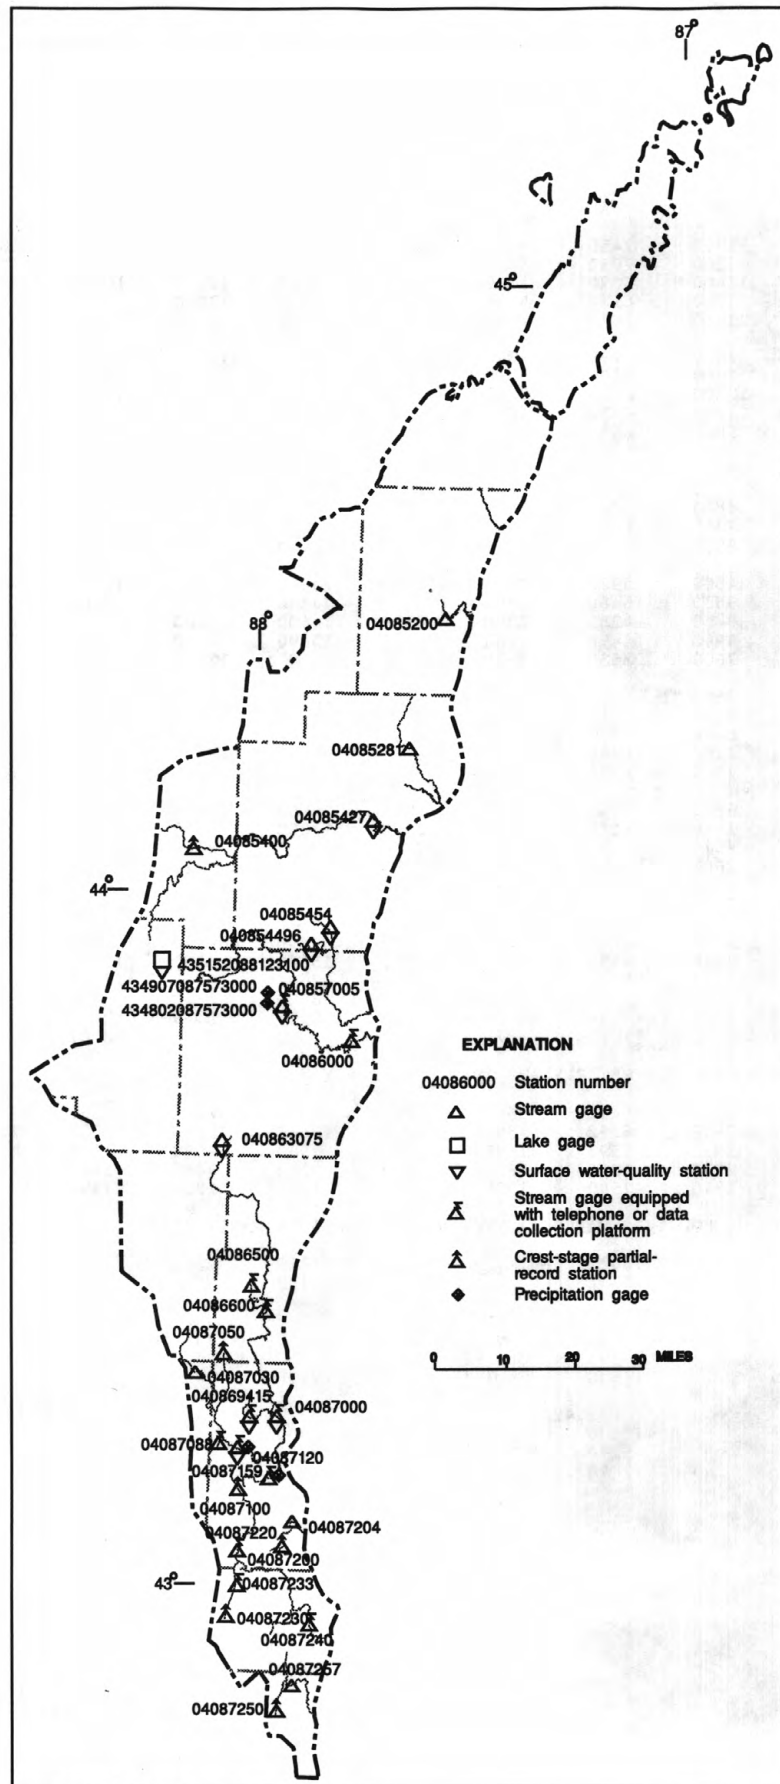 87°
45°
04085200
88°
04085281
04085427
04085400
44°
04085454
040854496
435152088123100
434907087573000
040857005
434802087573000
04086000
EXPLANATION
04086000 Station number
Stream gage
Lake gage
Surface water-quality station
Stream gage equipped
with telephone or data
collection platform
Crest-stage partial-
record station
Precipitation gage
040863075
04086500
04086600
04087050
0 10 20 30 MILES
04087030
040869415
04087000
04087088
04087120
04087159
04087100
04087204
04087220
04087200
43°
04087233
04087230
04087240
04087257
04087250